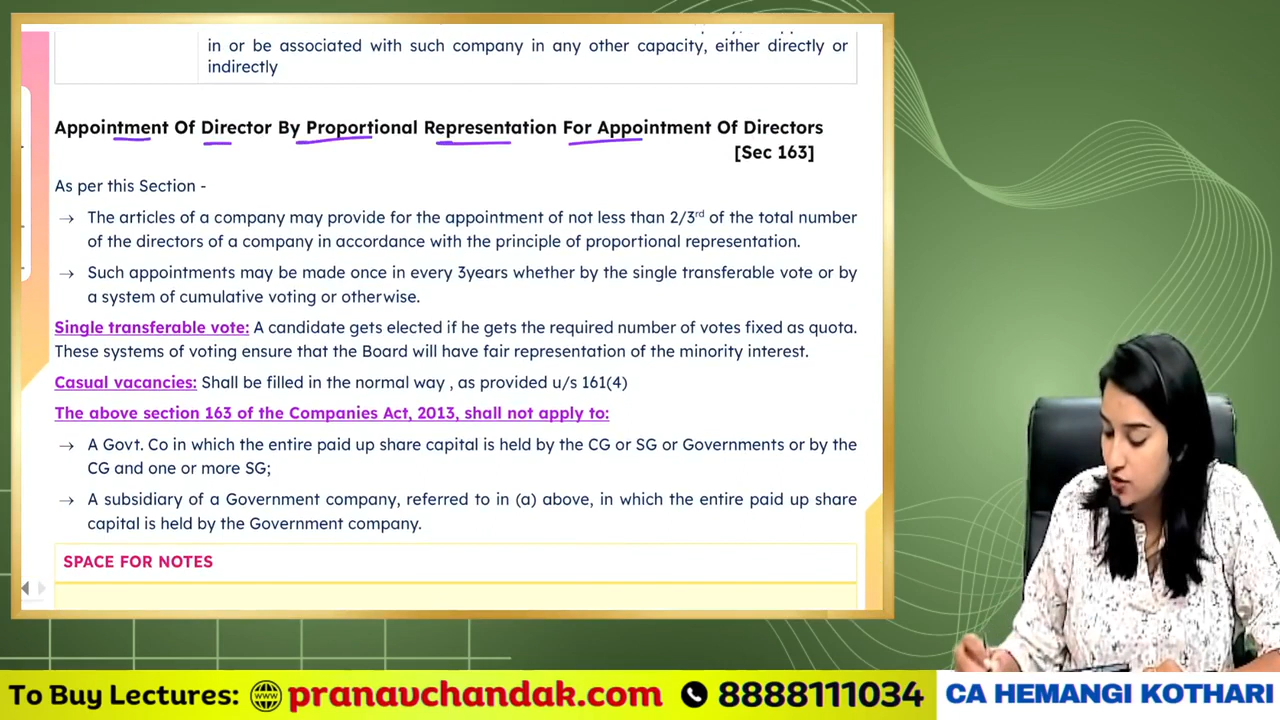 in or be associated with such company in any other capacity, either directly or
indirectly
Appointment Of Director By Proportional Representation For Appointment Of Directors
[Sec 163]
As per this Section -
→ The articles of a company may provide for the appointment of not less than 2/3rd of the total number
of the directors of a company in accordance with the principle of proportional representation.
→ Such appointments may be made once in every 3years whether by the single transferable vote or by
a system of cumulative voting or otherwise.
Single transferable vote: A candidate gets elected if he gets the required number of votes fixed as quota.
These systems of voting ensure that the Board will have fair representation of the minority interest.
Casual vacancies: Shall be filled in the normal way , as provided u/s 161(4)
The above section 163 of the Companies Act, 2013, shall not apply to:
→ A Govt. Co in which the entire paid up share capital is held by the CG or SG or Governments or by the
CG and one or more SG;
→ A subsidiary of a Government company, referred to in (a) above, in which the entire paid up share
capital is held by the Government company.
SPACE FOR NOTES
To Buy Lectures: www pranavchandak.com 8888111034 CA HEMANGI KOTHARI